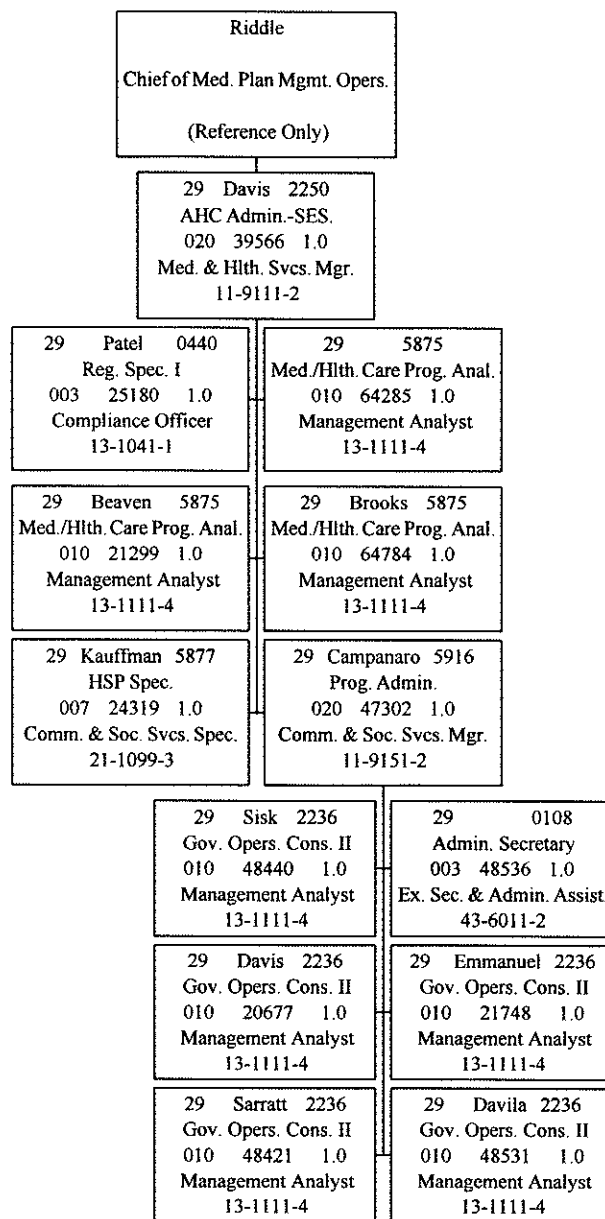 Riddle
Chief of Med. Plan Mgmt. Opers.
(Reference Only)
29 Davis 2250
AHC Admin.-SES.
020 39566 1.0
Med. & Hlth. Svcs. Mgr.
11-9111-2
29 Patel 0440
Reg. Spec. I
003 25180 1.0
Compliance Officer
13-1041-1
29 5875
Med./Hlth. Care Prog. Anal.
010 64285 1.0
Management Analyst
13-1111-4
29 Beaven 5875
Med./Hlth. Care Prog. Anal.
010 21299 1.0
Management Analyst
13-1111-4
29 Brooks 5875
Med./Hlth. Care Prog. Anal.
010 64784 1.0
Management Analyst
13-1111-4
29 Kauffman 5877
HSP Spec.
007 24319 1.0
Comm. & Soc. Svcs. Spec.
21-1099-3
29 Campanaro 5916
Prog. Admin.
020 47302 1.0
Comm. & Soc. Svcs. Mgr.
11-9151-2
29 Sisk 2236
Gov. Opers. Cons. II
010 48440 1.0
Management Analyst
13-1111-4
29 0108
Admin. Secretary
003 48536 1.0
Ex. Sec. & Admin. Assist.
43-6011-2
29 Davis 2236
Gov. Opers. Cons. II
010 20677 1.0
Management Analyst
13-1111-4
29 Emmanuel 2236
Gov. Opers. Cons. II
010 21748 1.0
Management Analyst
13-1111-4
29 Sarratt 2236
Gov. Opers. Cons. II
010 48421 1.0
Management Analyst
13-1111-4
29 Davila 2236
Gov. Opers. Cons. II
010 48531 1.0
Management Analyst
13-1111-4